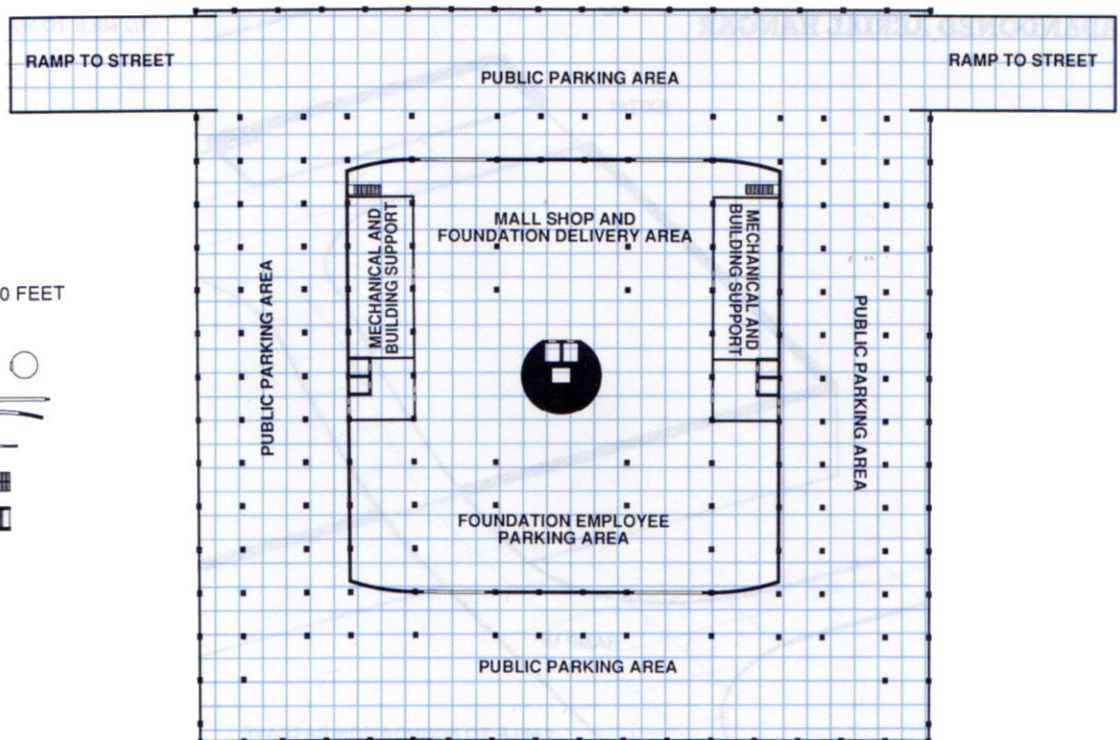 RAMP TO STREET
RAMP TO STREET
PUBLIC PARKING AREA
MALL SHOP AND
FOUNDATION DELIVERY AREA
MECHANICAL AND
BUILDING SUPPORT
MECHANICAL AND
BUILDING SUPPORT
0 FEET
PUBLIC PARKING AREA
PUBLIC PARKING AREA
FOUNDATION EMPLOYEE
PARKING AREA
PUBLIC PARKING AREA